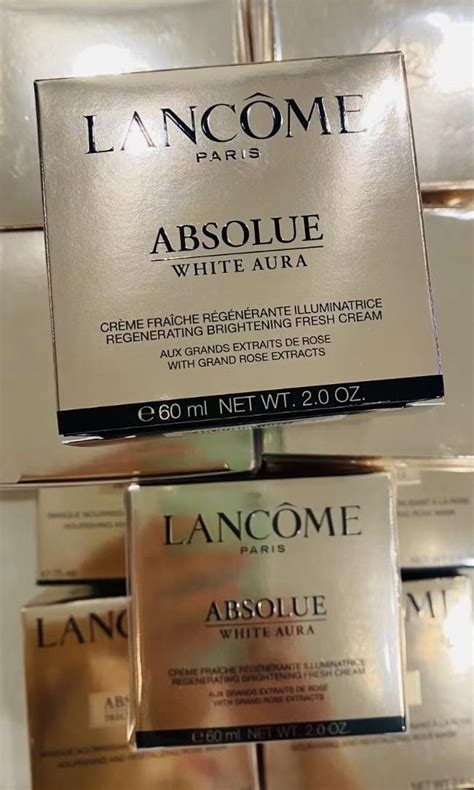 LANCÔME
PARIS
ABSOLUE
WHITE AURA
CRÈME FRAÎCHE RÉGÉNÉRANTE ILLUMINATRICE
REGENERATING BRIGHTENING FRESH CREAM
AUX GRANDS EXTRAITS DE ROSE
WITH GRAND ROSE EXTRACTS
℮ 60 ml NET WT. 2.0 OZ.
LANCÔME
PARIS
ABSOLUE
WHITE AURA
CRÈME FRAÎCHE RÉGÉNÉRANTE ILLUMINATRICE
REGENERATING BRIGHTENING FRESH CREAM
AUX GRANDS EXTRAITS DE ROSE
WITH GRAND ROSE EXTRACTS
℮ 60 ml NET WT. 2.0 OZ.
LANC
ABS
ÔME